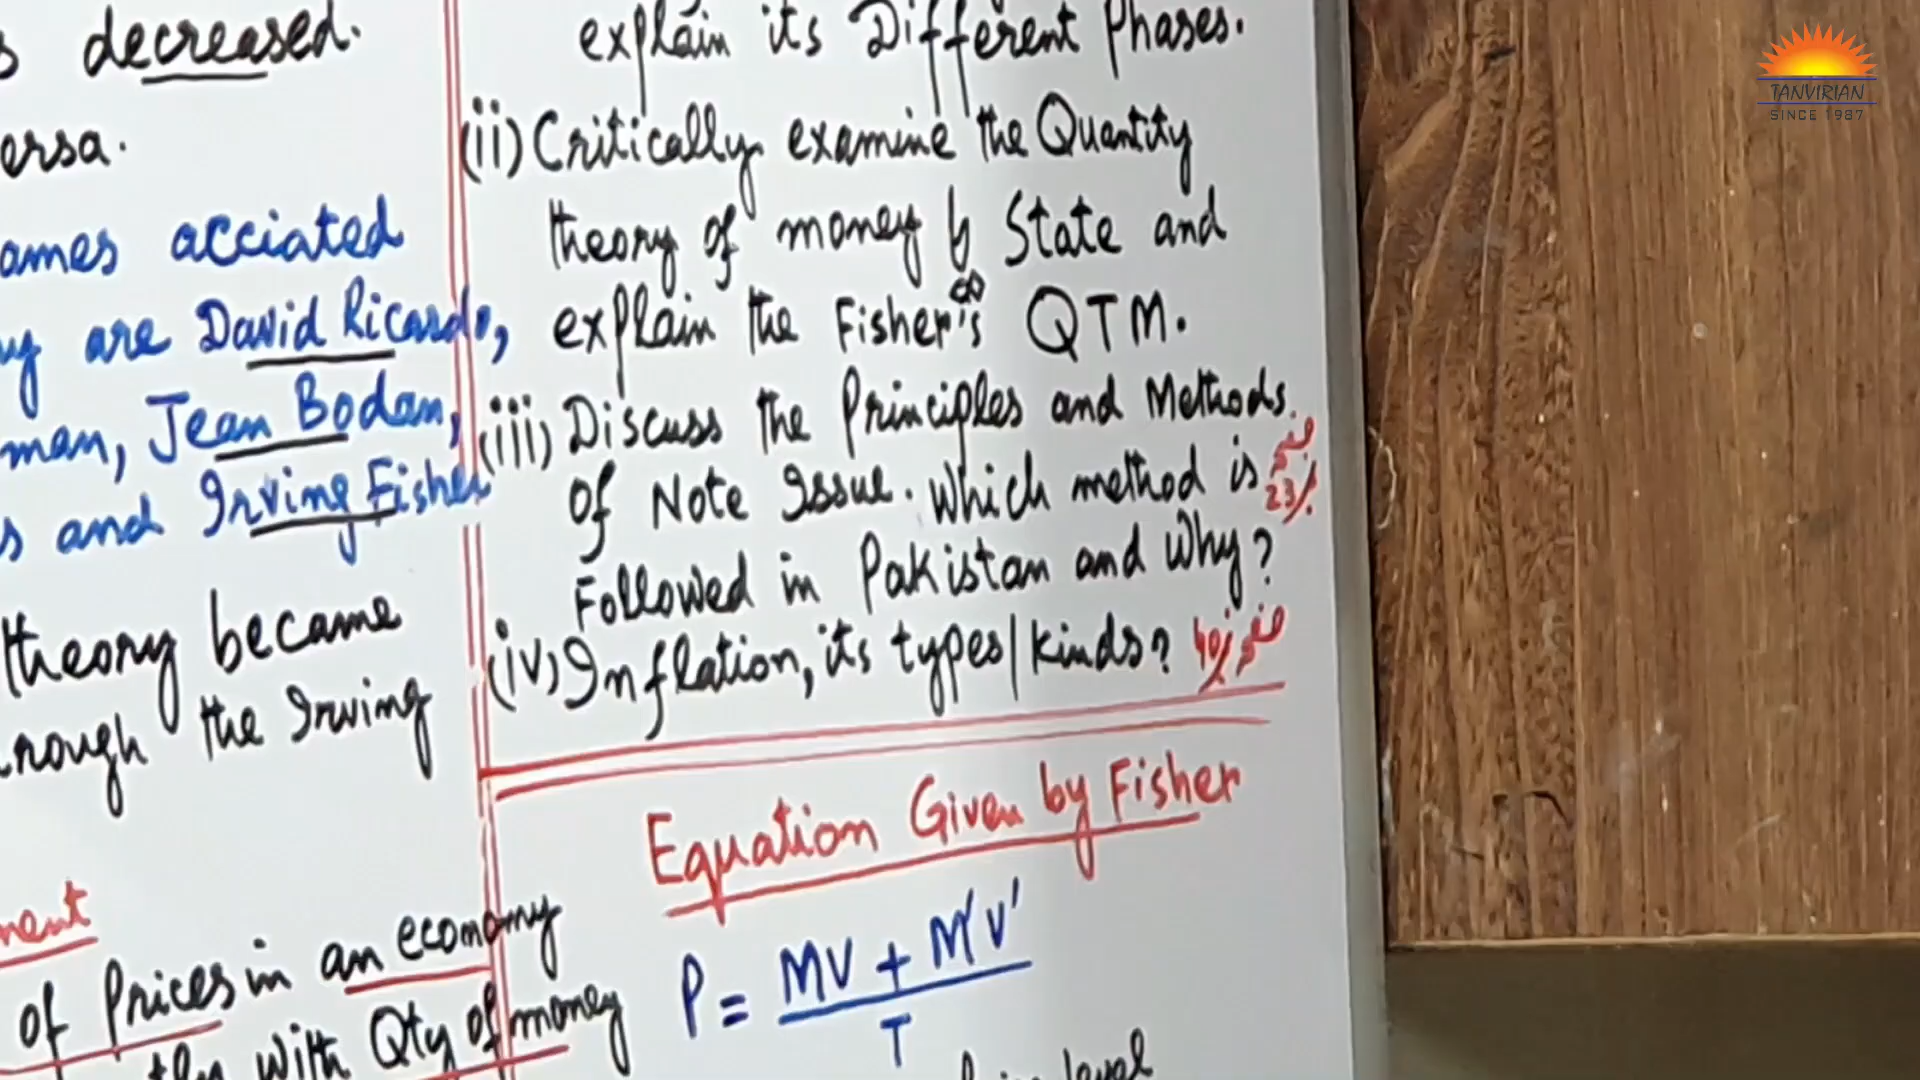 s decreased.
ersa.
ames acciated
y are David Ricardo,
man, Jean Bodan,
s and Irving Fisher
theory became
rough the Irving
nent
of Prices in an economy
with Qty of money
explain its Different Phases.
(ii) Critically examine the Quantity
theory of money State and
explain the Fisher's QTM.
(iii) Discuss the Principles and Methods.
of Note Issue. Which method is
Followed in Pakistan and Why?
(iv) Inflation, its types/kinds?
Equation Given by Fisher
P = MV + M'V'
T
level
TANVIRIAN
SINCE 1987